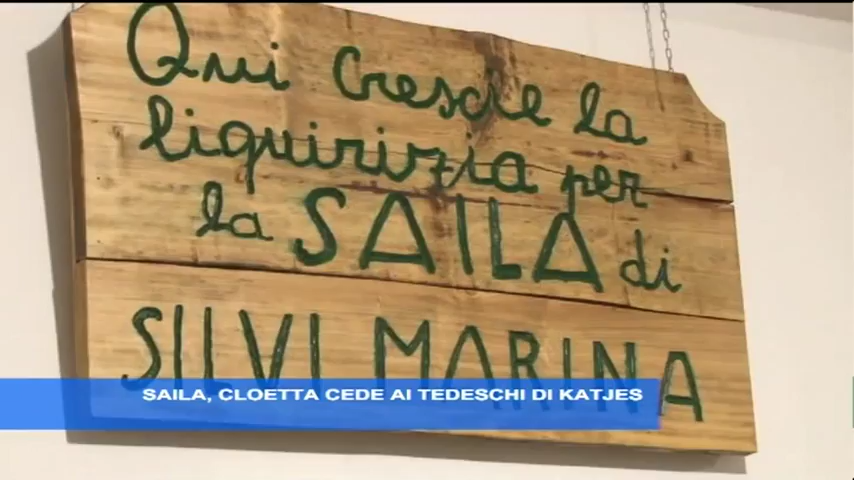 Qui cresce la
liquirizia per
la SAILA di
SILVI MARINA
SAILA, CLOETTA CEDE AI TEDESCHI DI KATJES